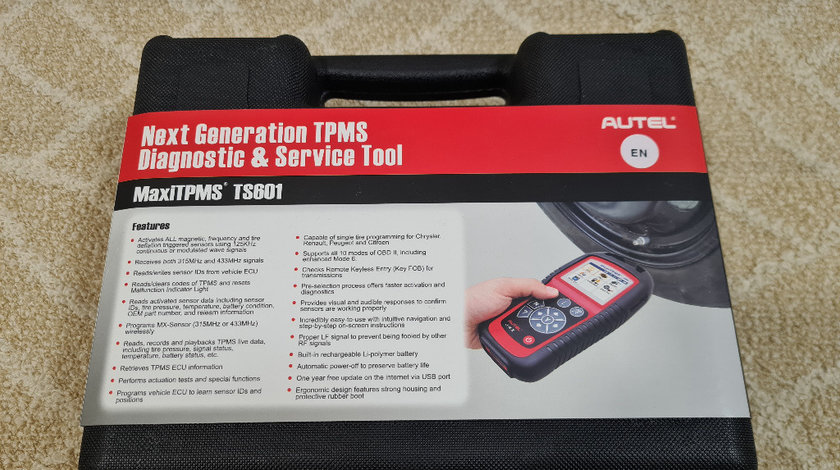 Next Generation TPMS
Diagnostic & Service Tool
AUTEL®
EN
MaxiTPMS® TS601
Features
• Activates ALL magnetic, frequency and tire
deflation triggered sensors using 125KHz
continuous or modulated wave signals
• Receives both 315MHz and 433MHz signals
• Reads/writes sensor IDs from vehicle ECU
• Reads/clears codes of TPMS and resets
Malfunction Indicator Light
• Reads activated sensor data including sensor
IDs, tire pressure, temperature, battery condition,
OEM part number, and relearn information
• Programs MX-Sensor (315MHz or 433MHz)
wirelessly
• Reads, records and playbacks TPMS live data,
including tire pressure, signal status,
temperature, battery status, etc.
• Retrieves TPMS ECU information
• Performs actuation tests and special functions
• Programs vehicle ECU to learn sensor IDs and
positions
• Capable of single tire programming for Chrysler,
Renault, Peugeot and Citroen
• Supports all 10 modes of OBD II, including
enhanced Mode 6.
• Checks Remote Keyless Entry (Key FOB) for
transmissions
• Pre-selection process offers faster activation and
diagnostics
• Provides visual and audible responses to confirm
sensors are working properly
• Incredibly easy-to-use with intuitive navigation and
step-by-step on-screen instructions
• Proper LF signal to prevent being fooled by other
RF signals
• Built-in rechargeable Li-polymer battery
• Automatic power-off to preserve battery life
• One year free update on the internet via USB port
• Ergonomic design features strong housing and
protective rubber boot
AUTEL